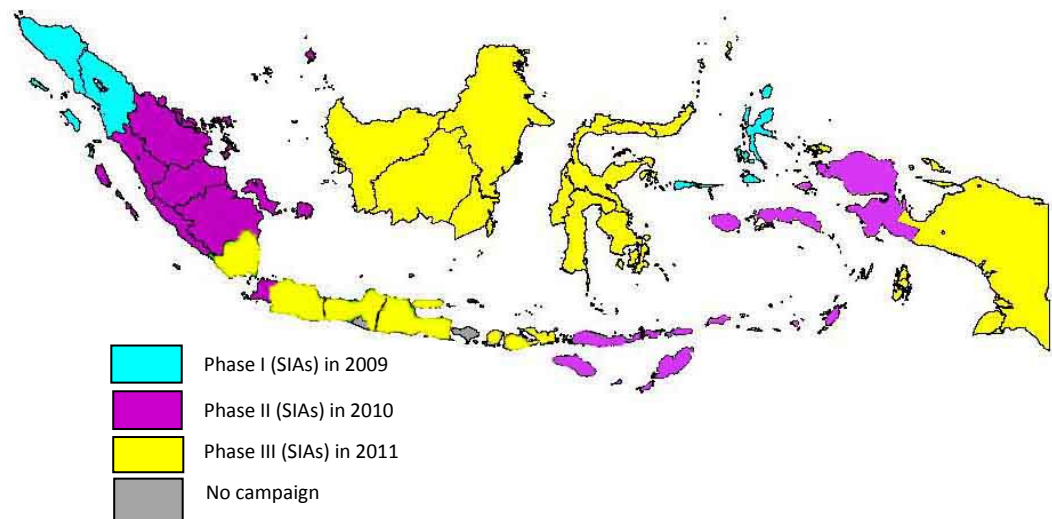 Phase I (SIAs) in 2009
Phase II (SIAs) in 2010
Phase III (SIAs) in 2011
No campaign